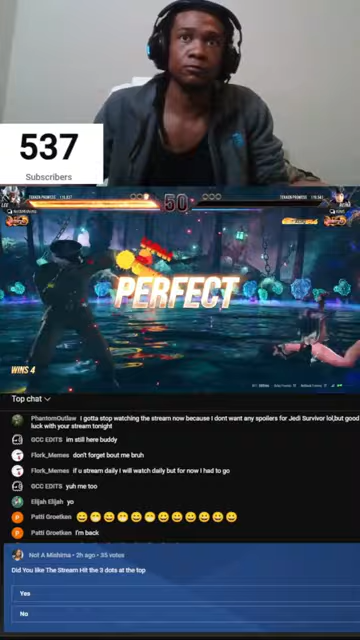 537
Subscribers
50
LEE
REINA
PERFECT
WINS 4
Top chat
PhantomOutlaw I gotta stop watching the stream now because I dont want any spoilers for Jedi Survivor lol,but good
luck with your stream tonight
GCC EDITS im still here buddy
Flork_Memes don't forget bout me bruh
Flork_Memes if u stream daily I will watch daily but for now I had to go
GCC EDITS yuh me too
Elijah Elijah yo
Patti Groetken 😀😁😀😀😀😀😀😀😀😀😀😀
Patti Groetken I'm back
Not A Mishima • 2h ago • 35 votes
Did You like The Stream Hit the 3 dots at the top
Yes
No